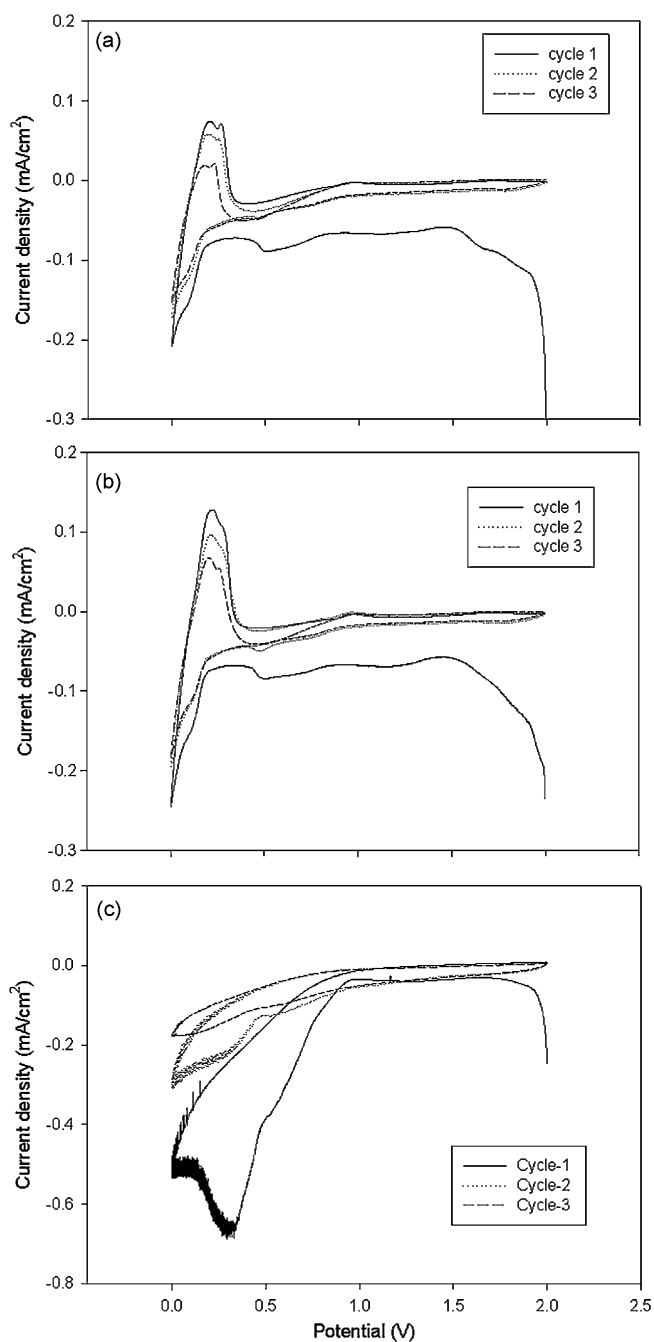 (a)
cycle 1
cycle 2
cycle 3
0.2
0.1
0.0
-0.1
-0.2
-0.3
Current density (mA/cm²)
(b)
cycle 1
cycle 2
cycle 3
0.2
0.1
0.0
-0.1
-0.2
-0.3
Current density (mA/cm²)
(c)
Cycle-1
Cycle-2
Cycle-3
0.2
0.0
-0.2
-0.4
-0.6
-0.8
Current density (mA/cm²)
0.0 0.5 1.0 1.5 2.0 2.5
Potential (V)